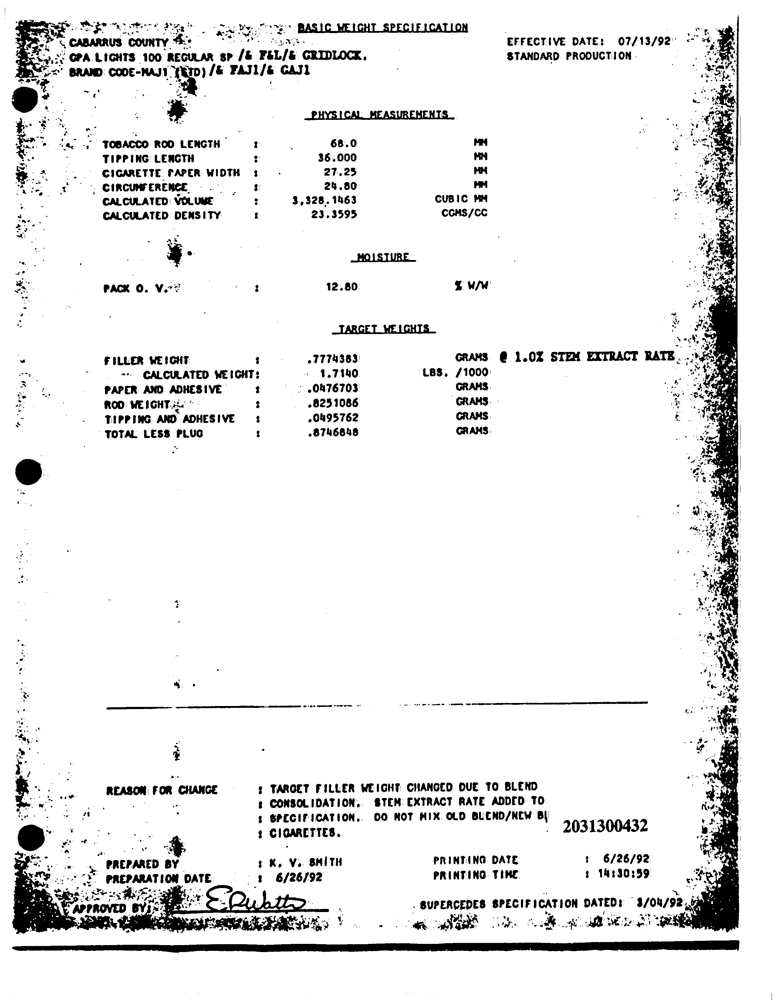 BASIC WEIGHT SPECIFICATION
CABARRUS COUNTY EFFECTIVE DATE: 07/13/92
GPA LIGHTS 100 REGULAR SP /& F&L/& GRIDLOCK. STANDARD PRODUCTION
BRAND CODE-MAJ1 (LTD) /& FAJ1/& GAJ1
PHYSICAL MEASUREMENTS
TOBACCO ROD LENGTH : 68.0 MM
TIPPING LENGTH : 36.000 MM
CIGARETTE PAPER WIDTH : 27.25 MM
CIRCUMFERENCE : 24.80 MM
CALCULATED VOLUME : 3,328.1463 CUBIC MM
CALCULATED DENSITY : 23.3595 CGMS/CC
MOISTURE
PACK O. V. : 12.80 % W/W
TARGET WEIGHTS
FILLER WEIGHT : .7774383 GRAMS @ 1.0% STEM EXTRACT RATE
-- CALCULATED WEIGHT: 1.7140 LBS. /1000
PAPER AND ADHESIVE : .0476703 GRAMS
ROD WEIGHT : .8251086 GRAMS
TIPPING AND ADHESIVE : .0495762 GRAMS
TOTAL LESS PLUG : .8746848 GRAMS
REASON FOR CHANGE : TARGET FILLER WEIGHT CHANGED DUE TO BLEND
: CONSOLIDATION. STEM EXTRACT RATE ADDED TO
: SPECIFICATION. DO NOT MIX OLD BLEND/NEW BL
: CIGARETTES.
2031300432
PREPARED BY : K. V. SMITH PRINTING DATE : 6/26/92
PREPARATION DATE : 6/26/92 PRINTING TIME : 14:30:59
APPROVED BY: SUPERCEDES SPECIFICATION DATED: 3/04/92